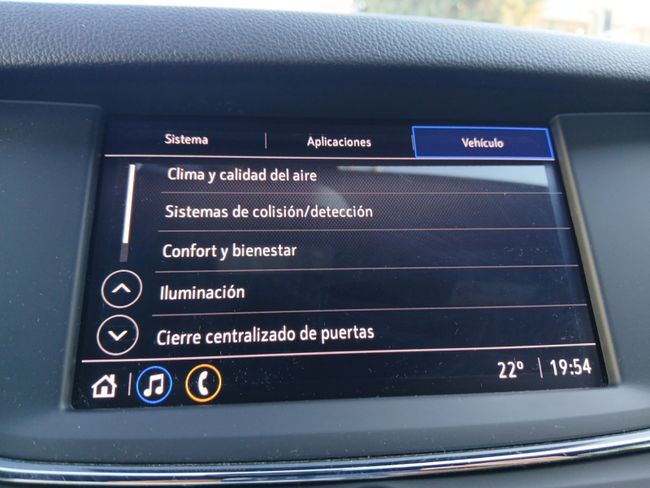 Sistema
Aplicaciones
Vehículo
Clima y calidad del aire
Sistemas de colisión/detección
Confort y bienestar
Iluminación
Cierre centralizado de puertas
22°
19:54